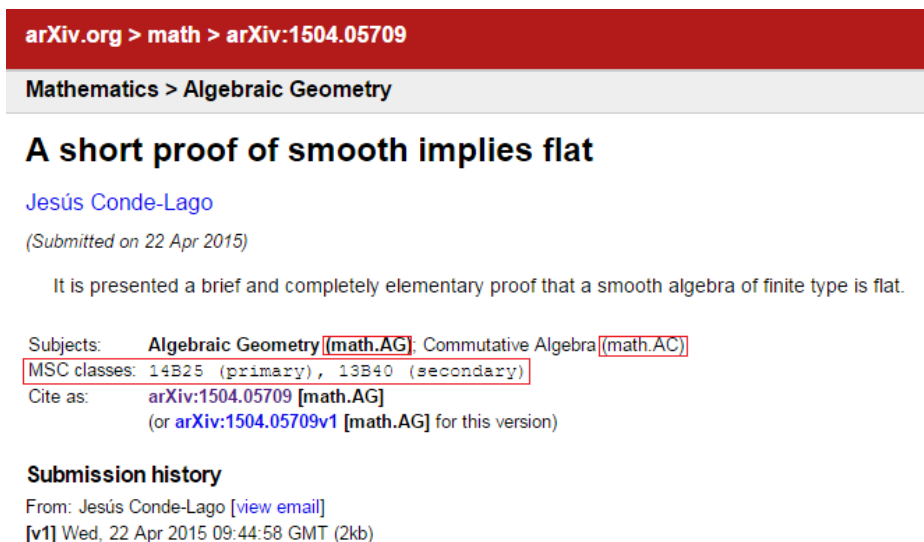 arXiv.org > math > arXiv:1504.05709
Mathematics > Algebraic Geometry
A short proof of smooth implies flat
Jesús Conde-Lago
(Submitted on 22 Apr 2015)
It is presented a brief and completely elementary proof that a smooth algebra of finite type is flat.
Subjects: Algebraic Geometry (math.AG); Commutative Algebra (math.AC)
MSC classes: 14B25 (primary), 13B40 (secondary)
Cite as: arXiv:1504.05709 [math.AG]
(or arXiv:1504.05709v1 [math.AG] for this version)
Submission history
From: Jesús Conde-Lago [view email]
[v1] Wed, 22 Apr 2015 09:44:58 GMT (2kb)